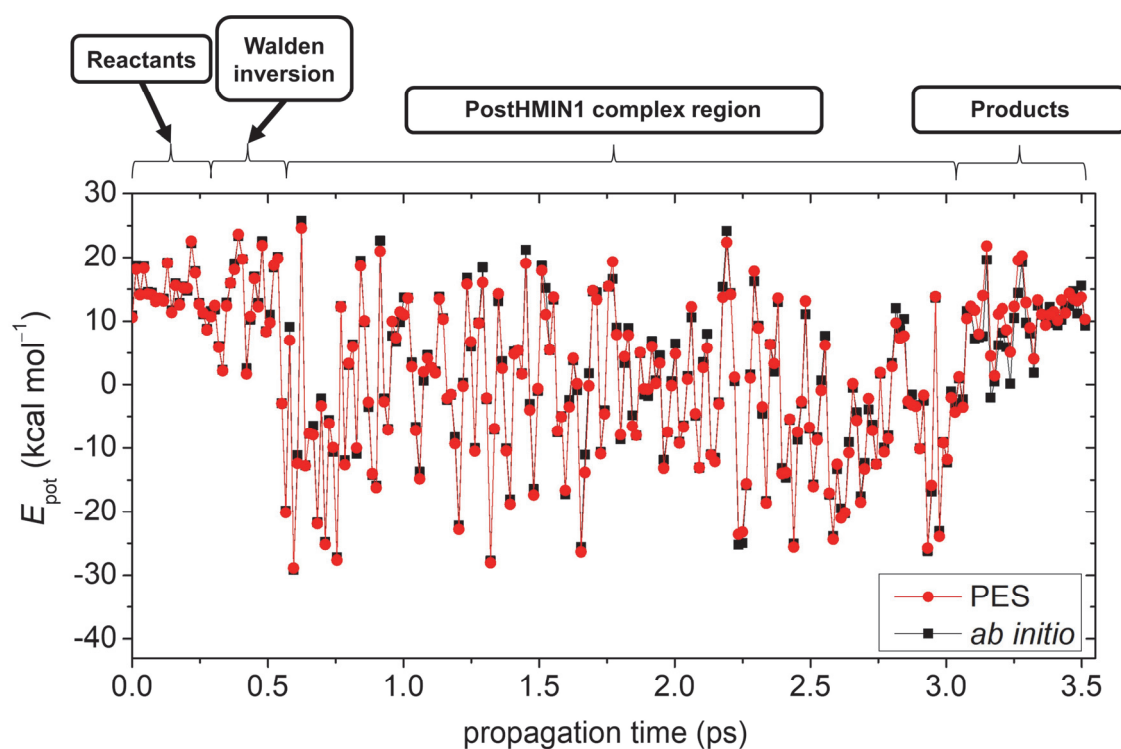 Reactants
Walden
inversion
PostHMIN1 complex region
Products
30
20
10
0
-10
-20
-30
-40
E_pot (kcal mol⁻¹)
PES
ab initio
0.0 0.5 1.0 1.5 2.0 2.5 3.0 3.5
propagation time (ps)